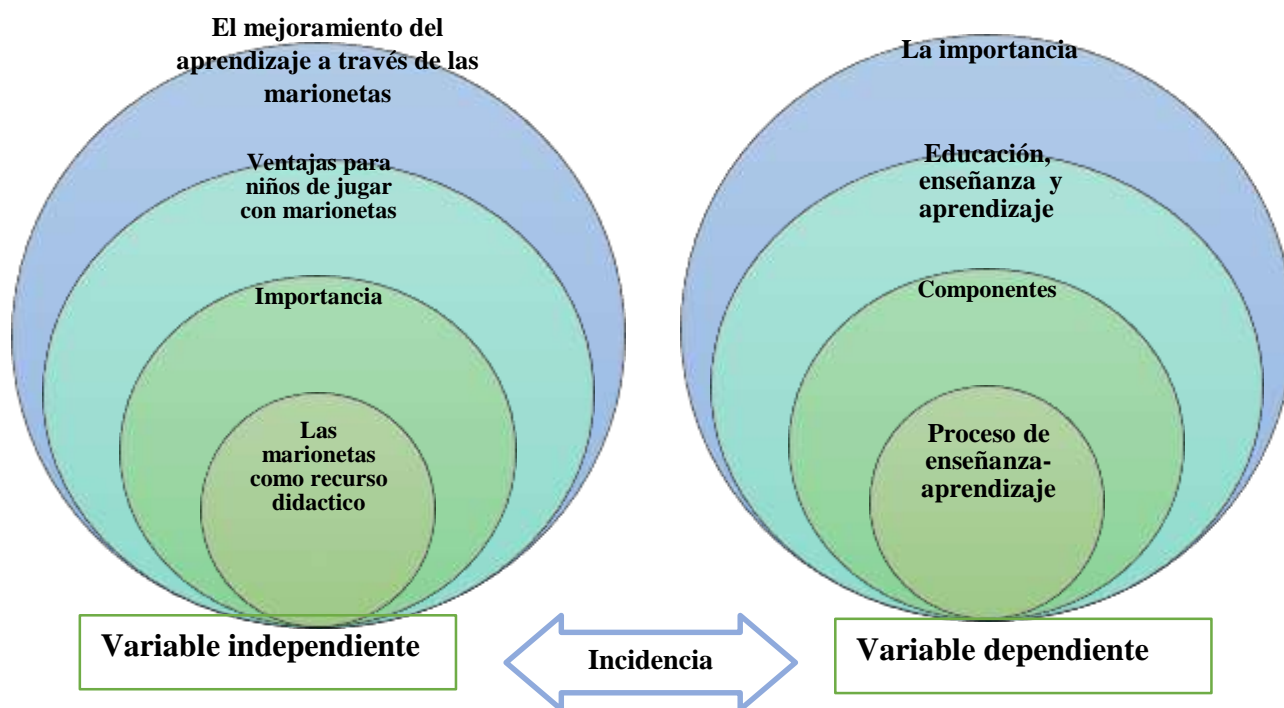 El mejoramiento del
aprendizaje a través de las
marionetas
Ventajas para
niños de jugar
con marionetas
Importancia
Las
marionetas
como recurso
didactico
Variable independiente
Incidencia
La importancia
Educación,
enseñanza y
aprendizaje
Componentes
Proceso de
enseñanza-
aprendizaje
Variable dependiente